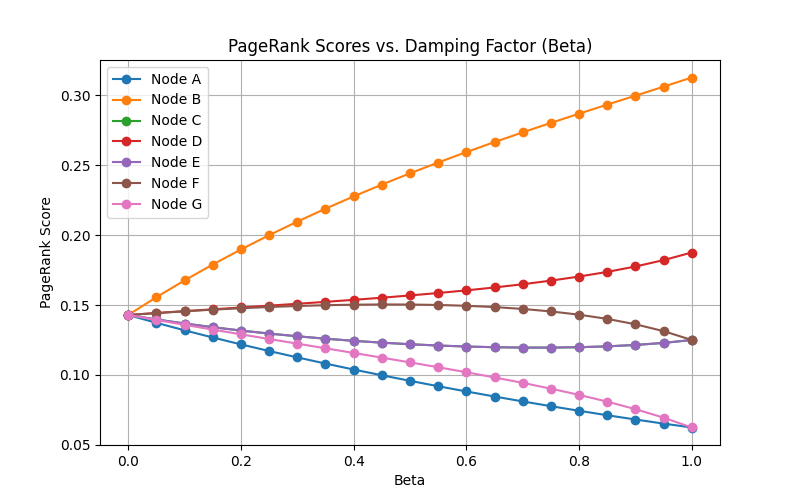 PageRank Scores vs. Damping Factor (Beta)
Node A
Node B
Node C
Node D
Node E
Node F
Node G
0.30
0.25
0.20
0.15
0.10
0.05
PageRank Score
0.0 0.2 0.4 0.6 0.8 1.0
Beta